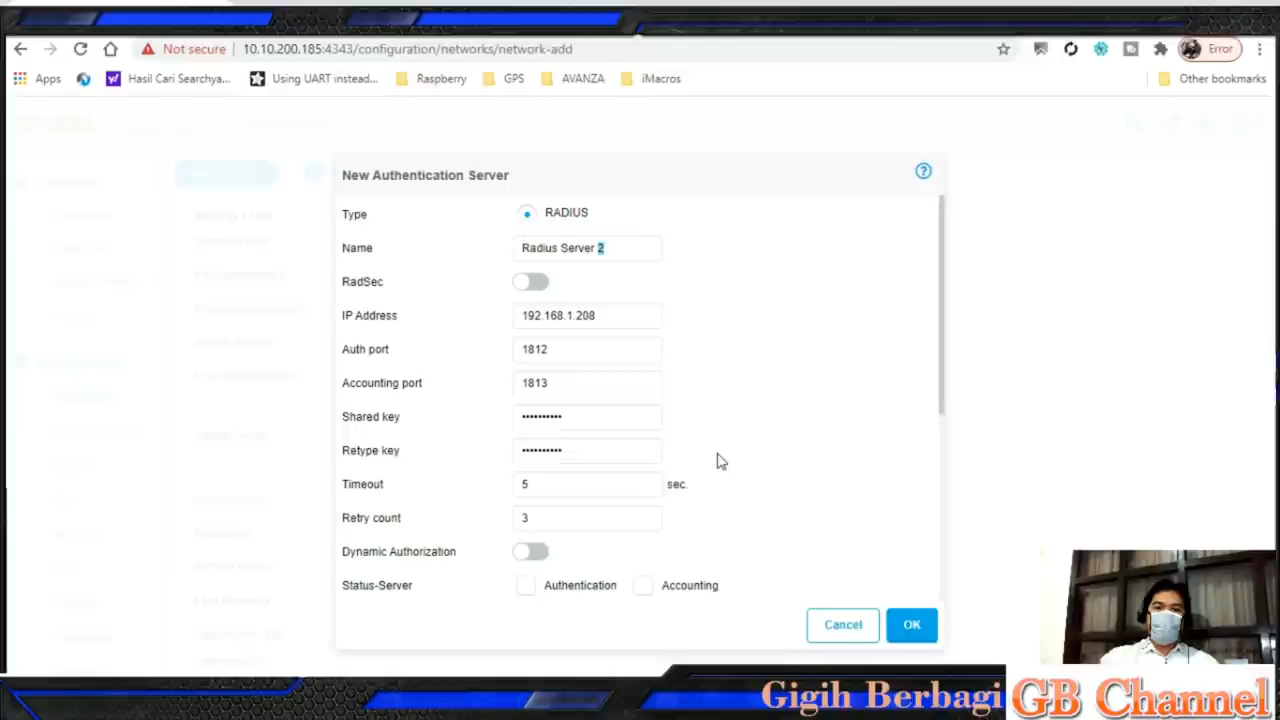 Not secure 10.10.200.185:4343/configuration/networks/network-add Error
Apps Hasil Cari Searchya... Using UART instead... Raspberry GPS AVANZA iMacros Other bookmarks
New Authentication Server ?
Type RADIUS
Name Radius Server 2
RadSec
IP Address 192.168.1.208
Auth port 1812
Accounting port 1813
Shared key ••••••••••
Retype key ••••••••••
Timeout 5 sec.
Retry count 3
Dynamic Authorization
Status-Server Authentication Accounting
Cancel OK
Gigih Berbagi GB Channel